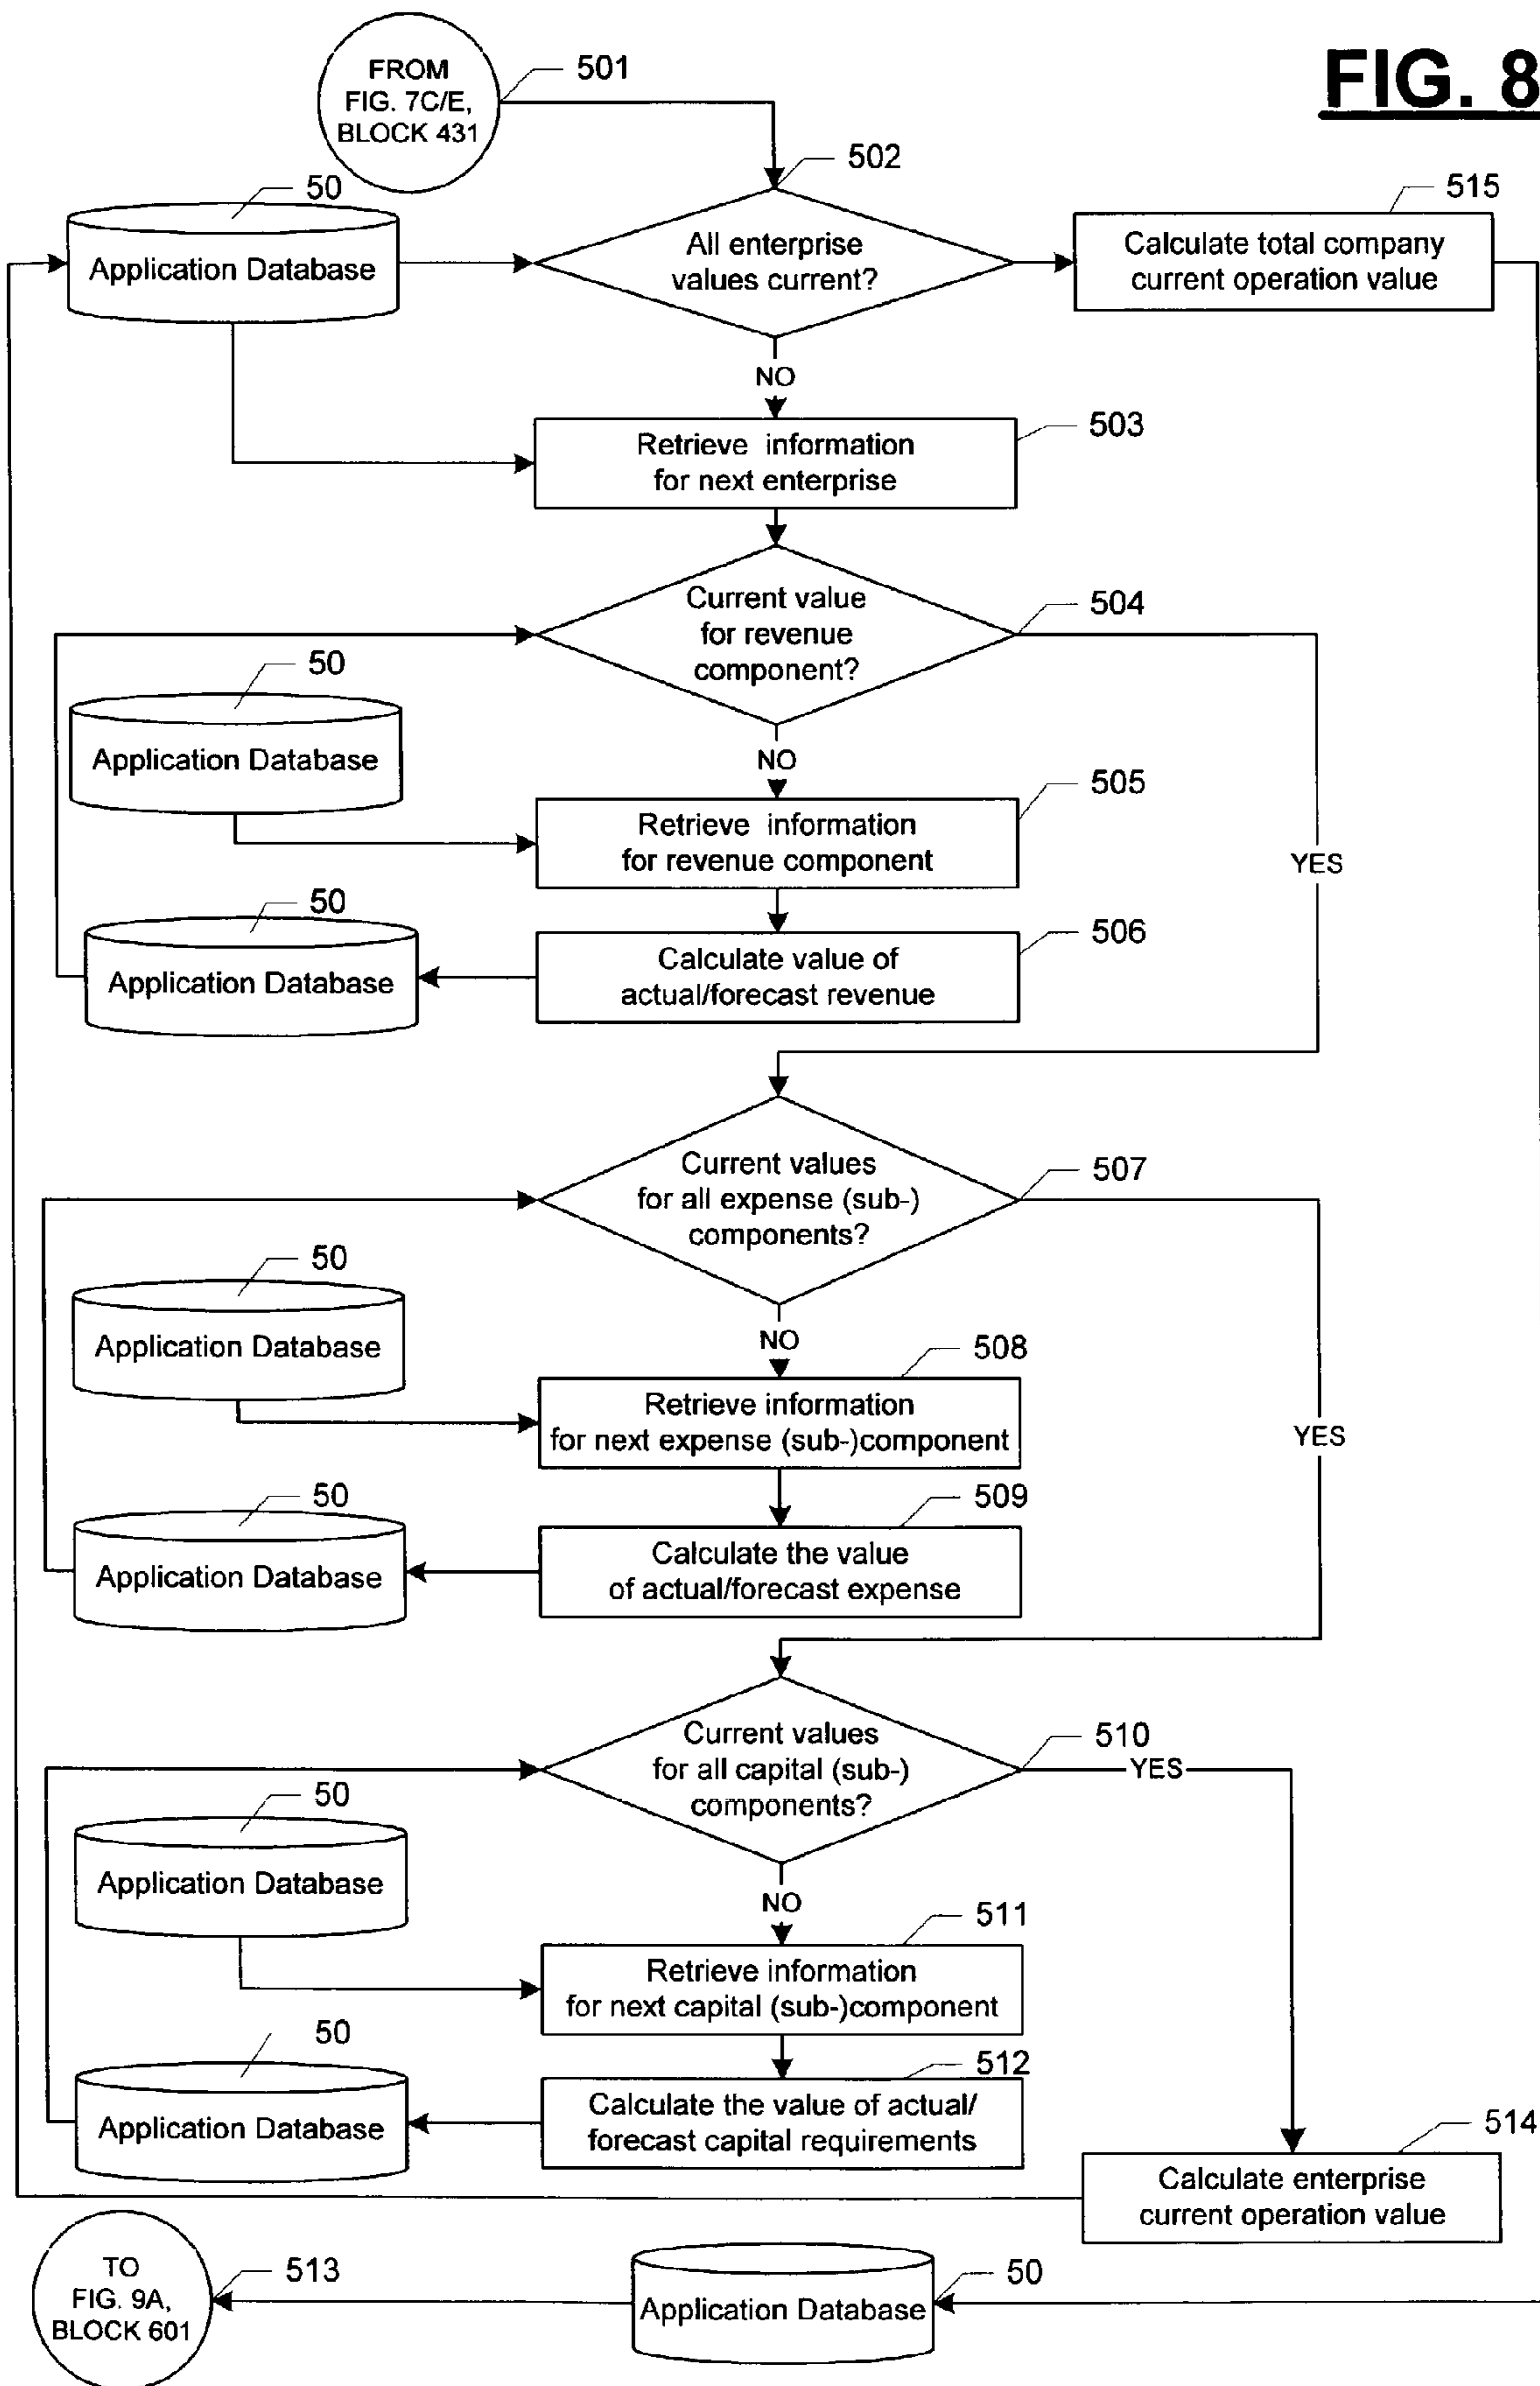 FIG. 8
FROM
FIG. 7C/E,
BLOCK 431
501
502
50
Application Database
All enterprise
values current?
515
Calculate total company
current operation value
NO
503
Retrieve information
for next enterprise
Current value
for revenue
component?
504
50
Application Database
NO
505
Retrieve information
for revenue component
YES
50
Application Database
506
Calculate value of
actual/forecast revenue
Current values
for all expense (sub-)
components?
507
50
Application Database
NO
508
Retrieve information
for next expense (sub-)component
YES
50
Application Database
509
Calculate the value
of actual/forecast expense
Current values
for all capital (sub-)
components?
510
YES
50
Application Database
NO
511
Retrieve information
for next capital (sub-)component
50
Application Database
512
Calculate the value of actual/
forecast capital requirements
514
Calculate enterprise
current operation value
TO
FIG. 9A,
BLOCK 601
513
50
Application Database